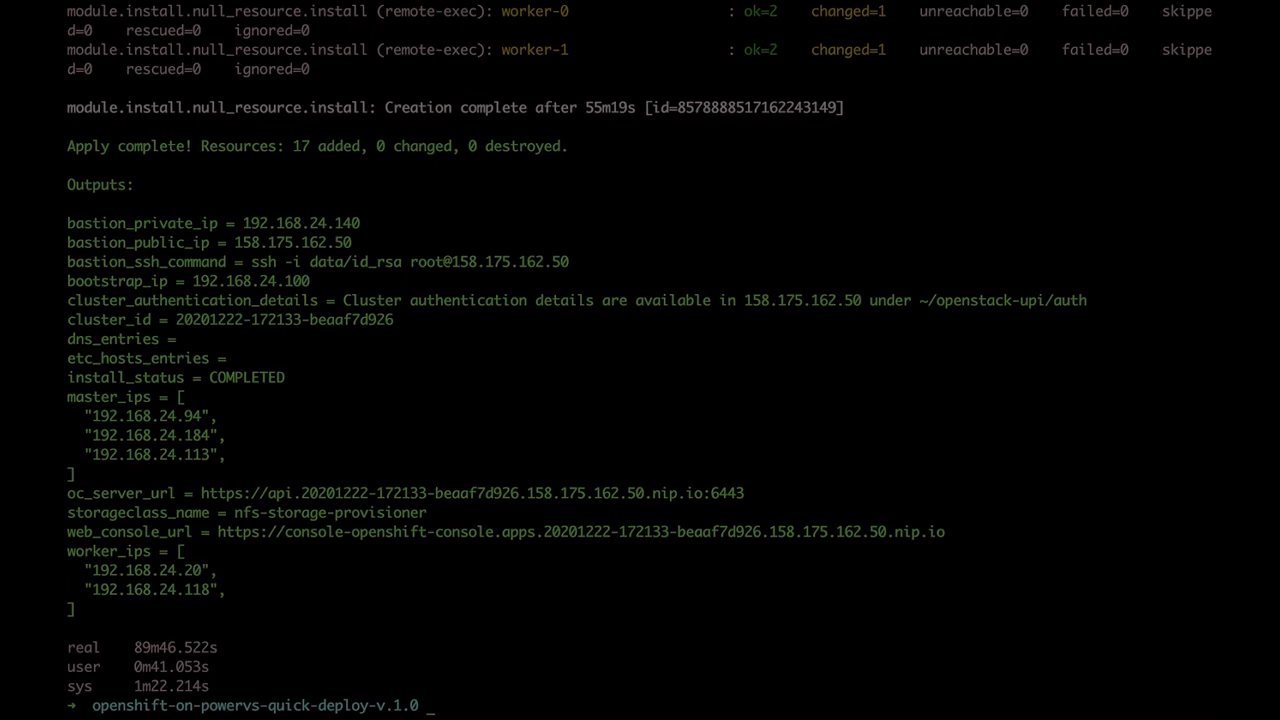 module.install.null_resource.install (remote-exec): worker-0                   : ok=2    changed=1    unreachable=0    failed=0    skippe
d=0    rescued=0    ignored=0
module.install.null_resource.install (remote-exec): worker-1                   : ok=2    changed=1    unreachable=0    failed=0    skippe
d=0    rescued=0    ignored=0
module.install.null_resource.install: Creation complete after 55m19s [id=8578888517162243149]
Apply complete! Resources: 17 added, 0 changed, 0 destroyed.
Outputs:
bastion_private_ip = 192.168.24.140
bastion_public_ip = 158.175.162.50
bastion_ssh_command = ssh -i data/id_rsa root@158.175.162.50
bootstrap_ip = 192.168.24.100
cluster_authentication_details = Cluster authentication details are available in 158.175.162.50 under ~/openstack-upi/auth
cluster_id = 20201222-172133-beaaf7d926
dns_entries =
etc_hosts_entries =
install_status = COMPLETED
master_ips = [
  "192.168.24.94",
  "192.168.24.184",
  "192.168.24.113",
]
oc_server_url = https://api.20201222-172133-beaaf7d926.158.175.162.50.nip.io:6443
storageclass_name = nfs-storage-provisioner
web_console_url = https://console-openshift-console.apps.20201222-172133-beaaf7d926.158.175.162.50.nip.io
worker_ips = [
  "192.168.24.20",
  "192.168.24.118",
]
real    89m46.522s
user    0m41.053s
sys     1m22.214s
➜  openshift-on-powervs-quick-deploy-v.1.0 _